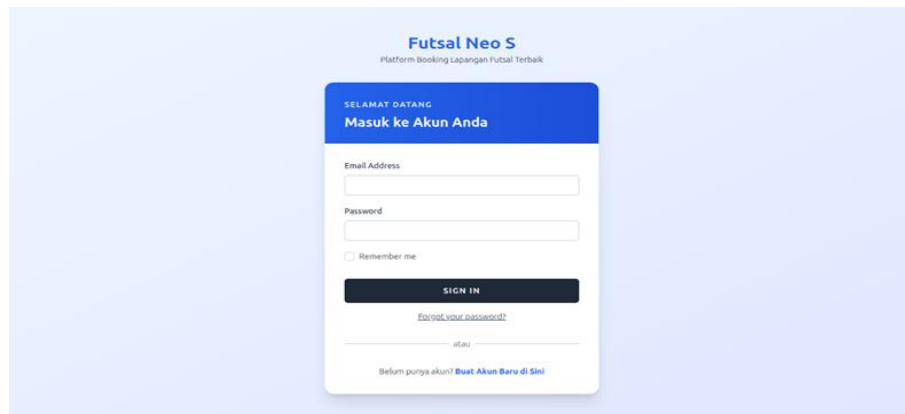 Futsal Neo S
Platform Booking Lapangan Futsal Terbaik
SELAMAT DATANG
Masuk ke Akun Anda
Email Address
Password
Remember me
SIGN IN
Forgot your password?
atau
Belum punya akun? Buat Akun Baru di Sini